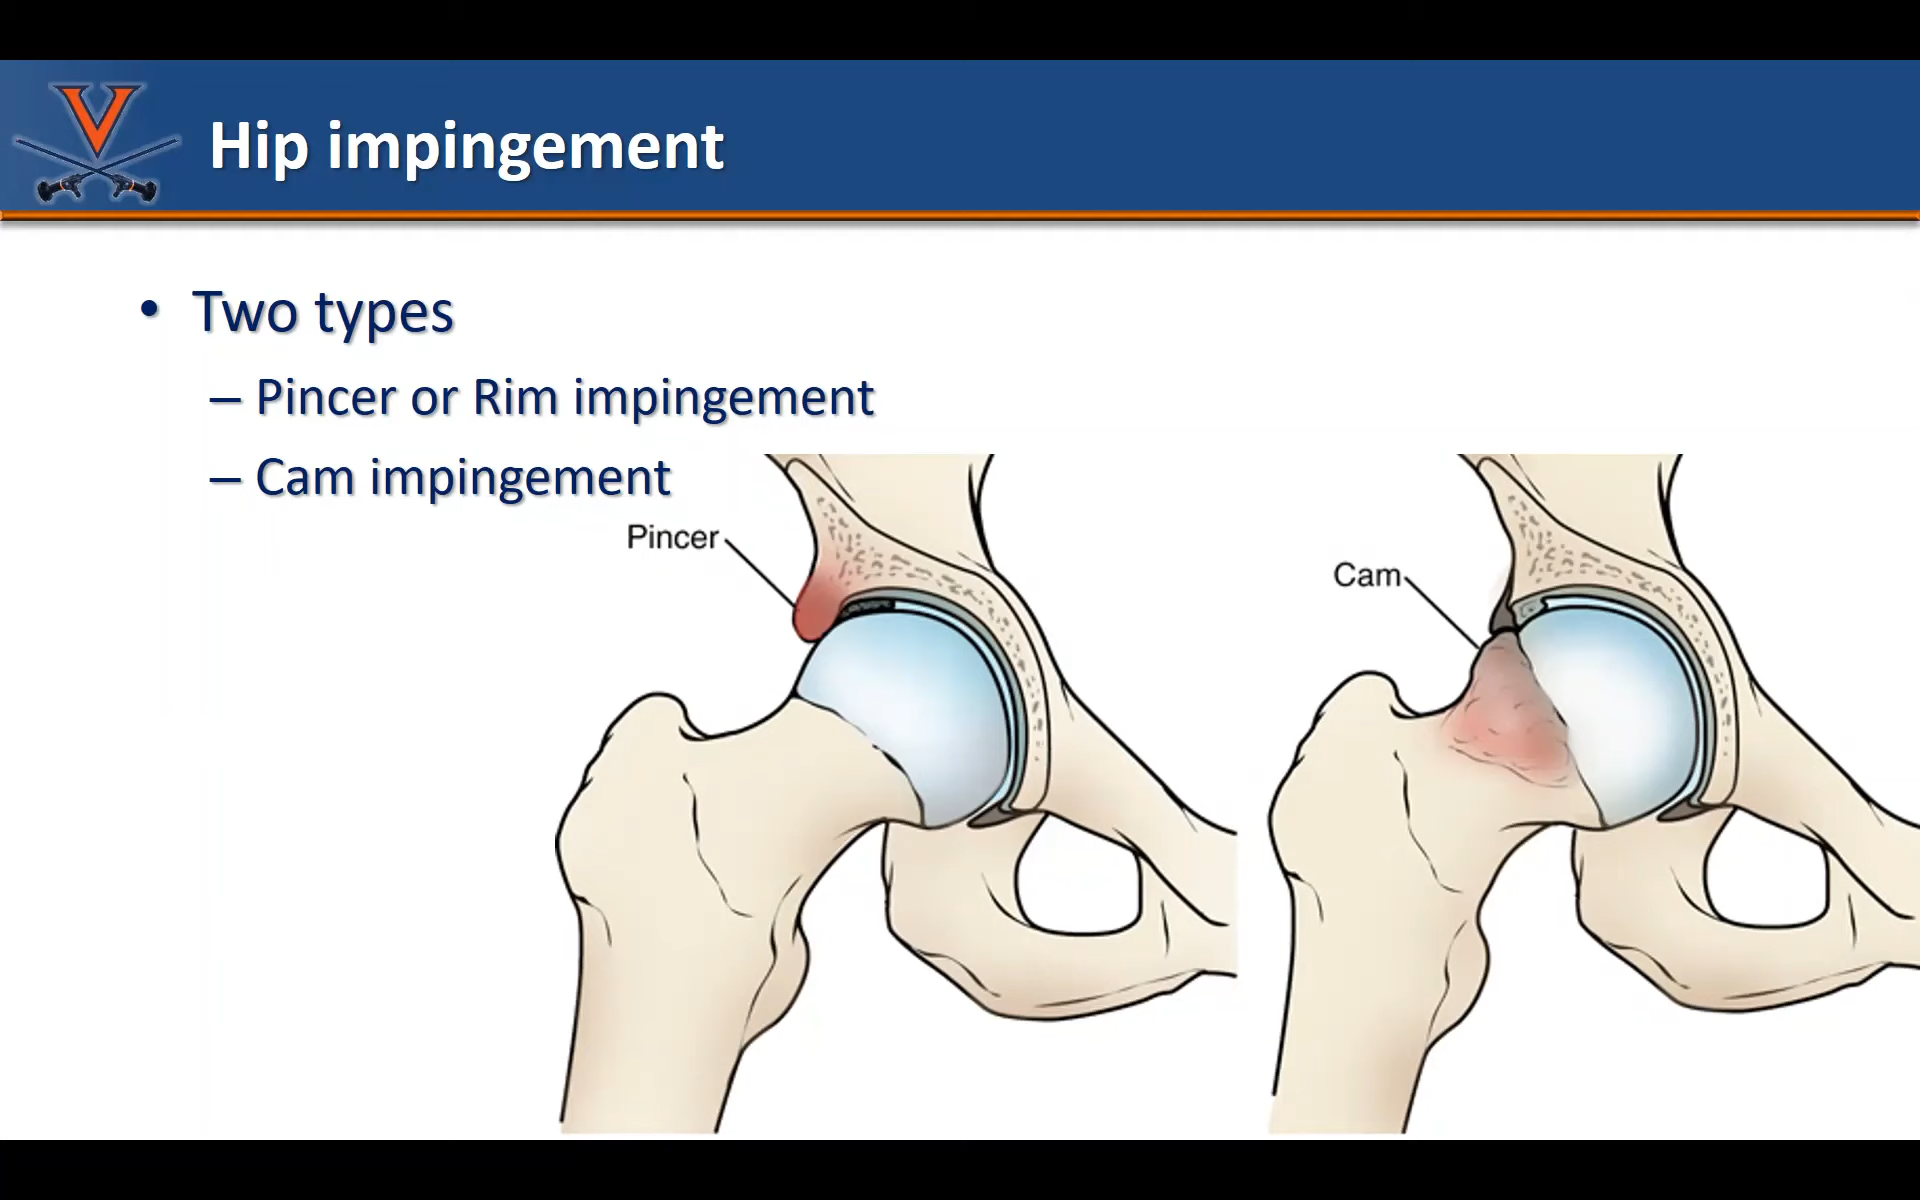 Hip impingement
• Two types
– Pincer or Rim impingement
– Cam impingement
Pincer
Cam